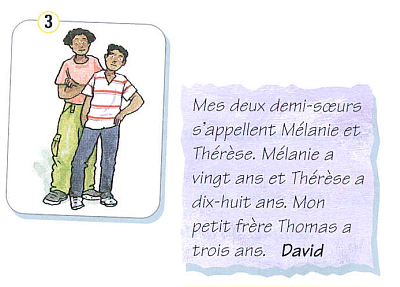 3
Mes deux demi-sœurs
s'appellent Mélanie et
Thérèse. Mélanie a
vingt ans et Thérèse a
dix-huit ans. Mon
petit frère Thomas a
trois ans. David